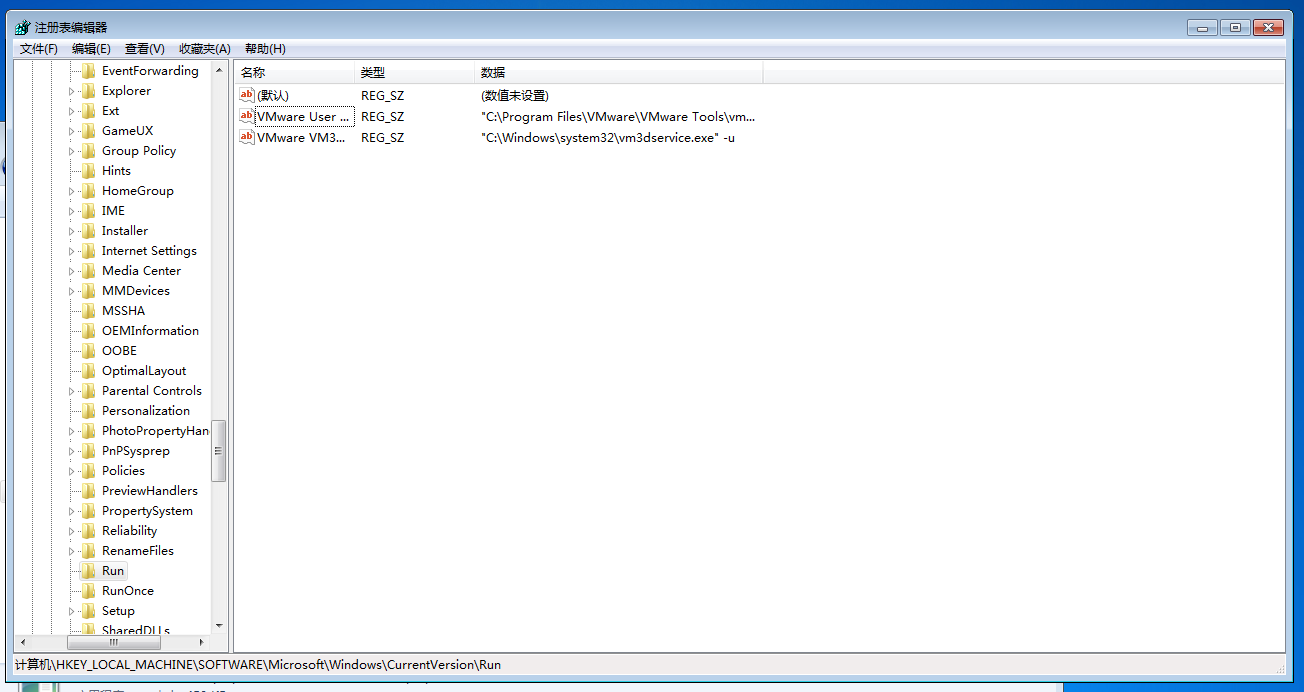 注册表编辑器
文件(F) 编辑(E) 查看(V) 收藏夹(A) 帮助(H)
EventForwarding
Explorer
Ext
GameUX
Group Policy
Hints
HomeGroup
IME
Installer
Internet Settings
Media Center
MMDevices
MSSHA
OEMInformation
OOBE
OptimalLayout
Parental Controls
Personalization
PhotoPropertyHan
PnPSysprep
Policies
PreviewHandlers
PropertySystem
Reliability
RenameFiles
Run
RunOnce
Setup
SharedDLLs
名称 类型 数据
(默认) REG_SZ (数值未设置)
VMware User ... REG_SZ "C:\Program Files\VMware\VMware Tools\vm...
VMware VM3... REG_SZ "C:\Windows\system32\vm3dservice.exe" -u
计算机\HKEY_LOCAL_MACHINE\SOFTWARE\Microsoft\Windows\CurrentVersion\Run